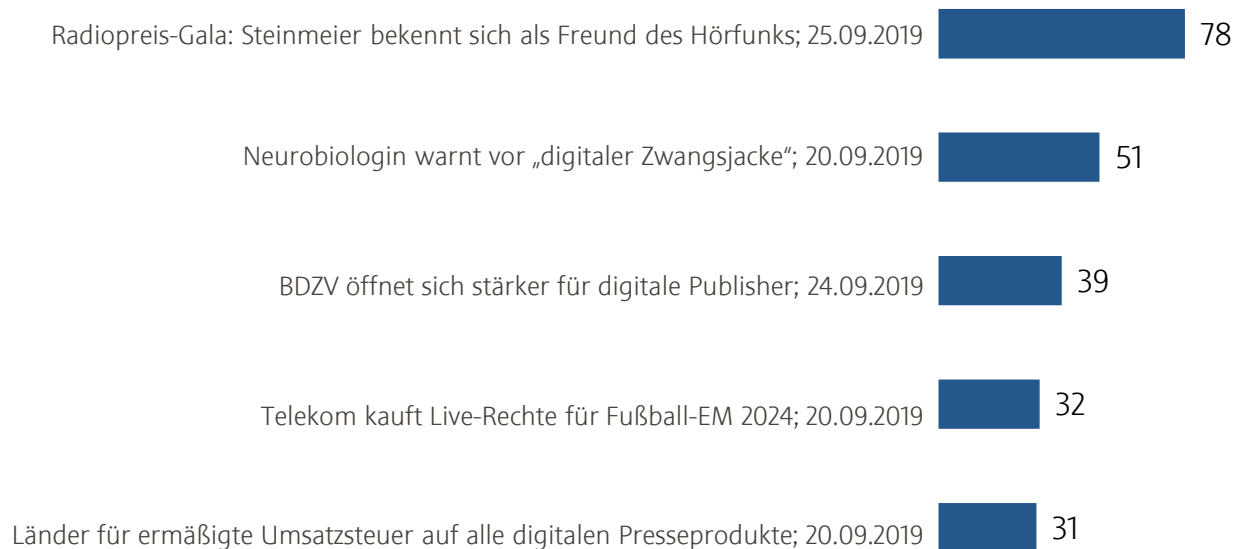 Radiopreis-Gala: Steinmeier bekennt sich als Freund des Hörfunks; 25.09.2019 78
Neurobiologin warnt vor „digitaler Zwangsjacke“; 20.09.2019 51
BDZV öffnet sich stärker für digitale Publisher; 24.09.2019 39
Telekom kauft Live-Rechte für Fußball-EM 2024; 20.09.2019 32
Länder für ermäßigte Umsatzsteuer auf alle digitalen Presseprodukte; 20.09.2019 31